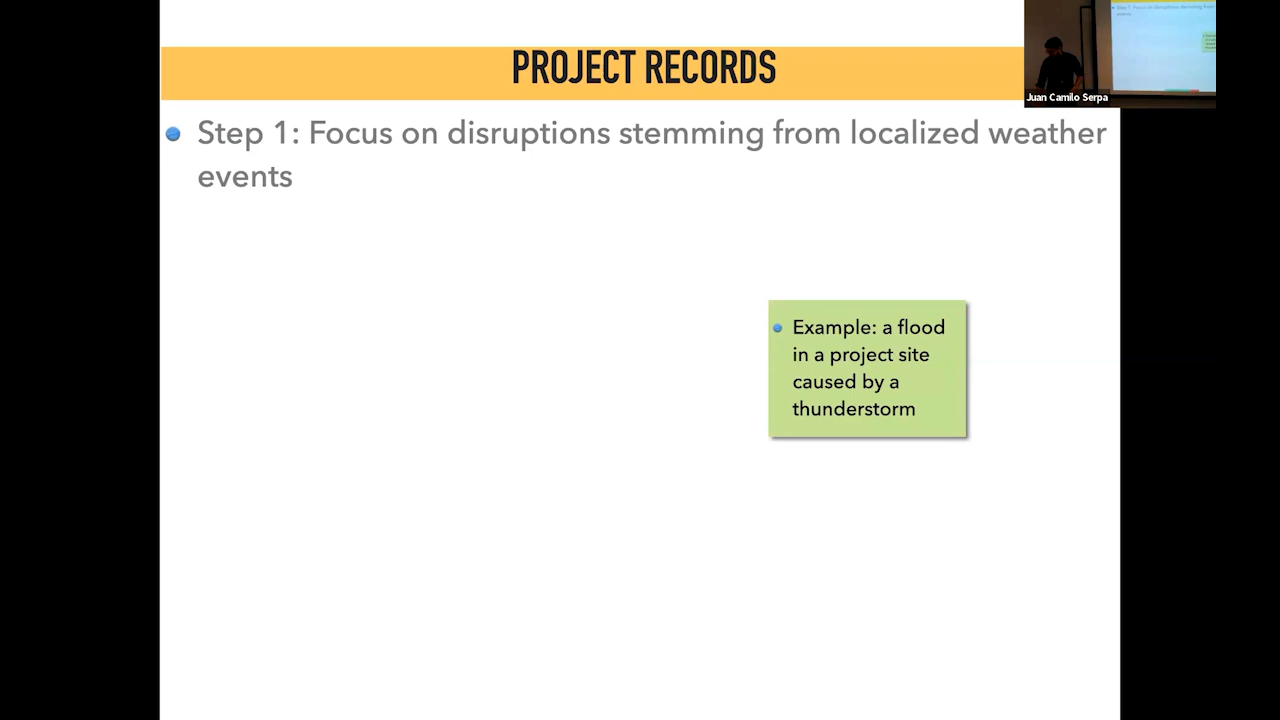 PROJECT RECORDS
Juan Camilo Serpa
Step 1: Focus on disruptions stemming from localized weather
events
Example: a flood
in a project site
caused by a
thunderstorm